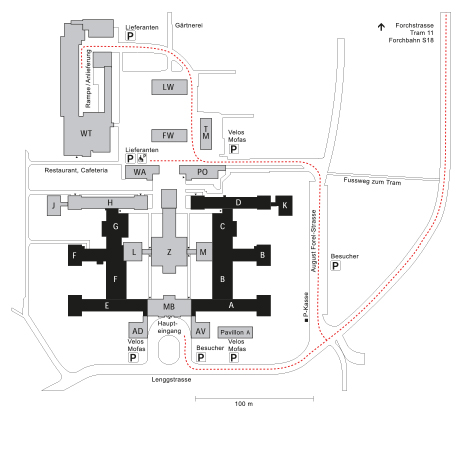 Lieferanten
P
Gärtnerei
Forchstrasse
Tram 11
Forchbahn S18
Rampe / Anlieferung
LW
WT
FW
T
M
Velos
Mofas
P
Lieferanten
P
P
Restaurant, Cafeteria
WA
PO
Fussweg zum Tram
J
H
D
K
G
C
August Forel-Strasse
F
L
Z
M
B
Besucher
P
F
B
E
MB
A
P-Kasse
AD
Haupt-
eingang
AV
Pavillon A
Velos
Mofas
P
Besucher
P
Velos
Mofas
P
Lenggstrasse
100 m